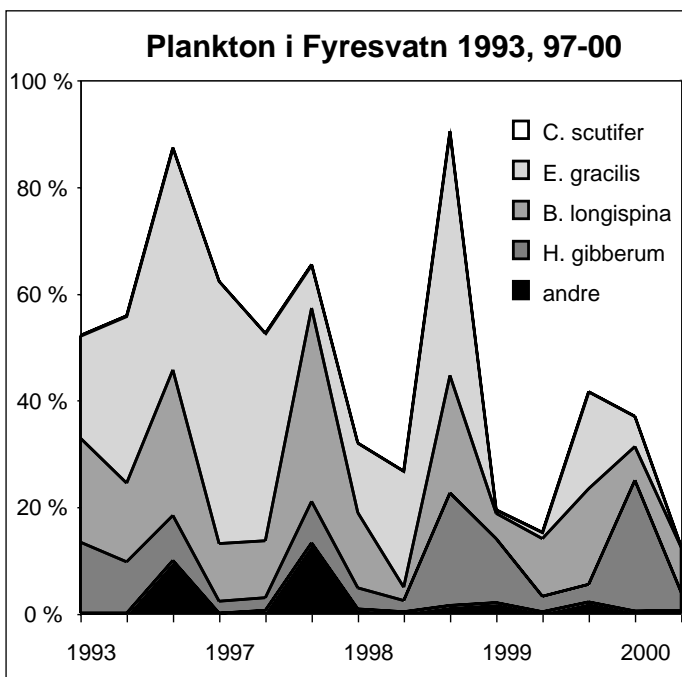 Plankton i Fyresvatn 1993, 97-00
100 %
80 %
60 %
40 %
20 %
0 %
C. scutifer
E. gracilis
B. longispina
H. gibberum
andre
1993 1997 1998 1999 2000